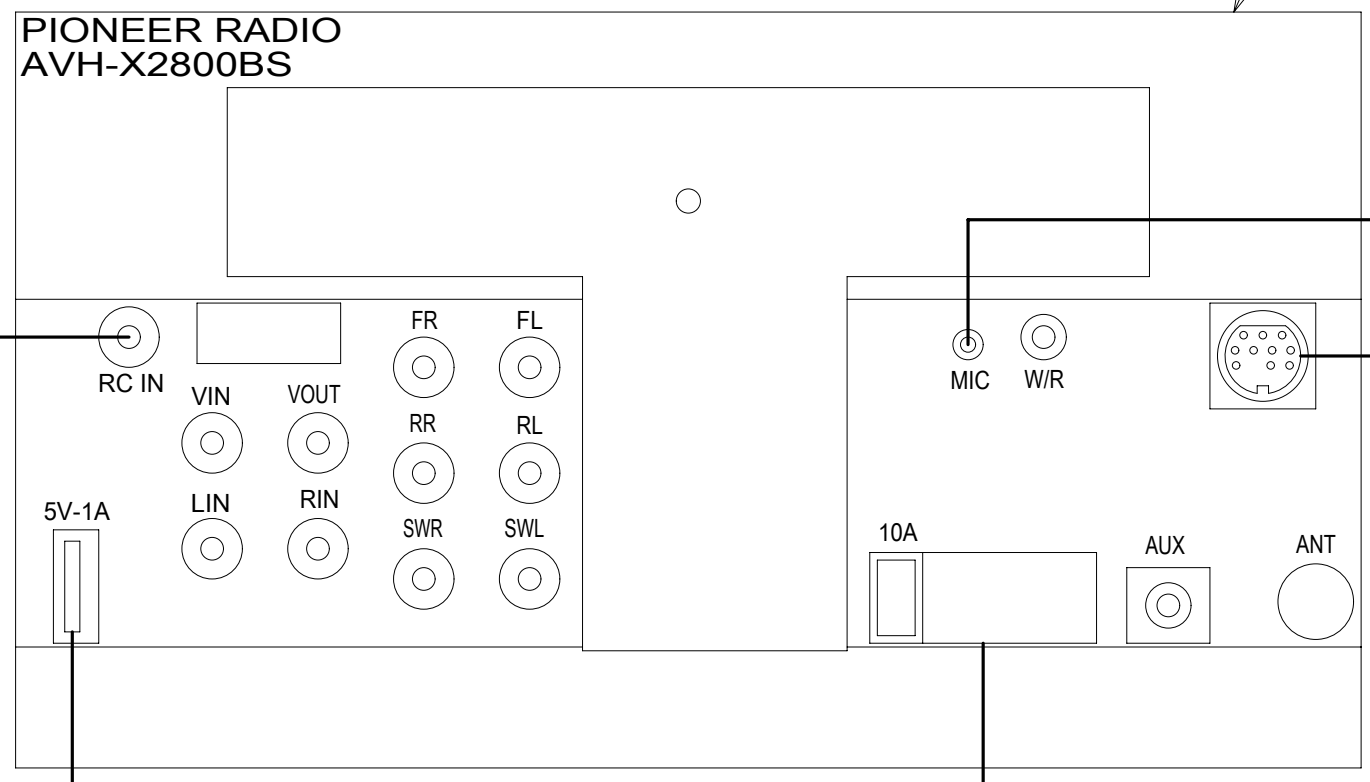 PIONEER RADIO
AVH-X2800BS
RC IN
VIN
VOUT
FR
FL
RR
RL
LIN
RIN
SWR
SWL
5V-1A
MIC
W/R
10A
AUX
ANT